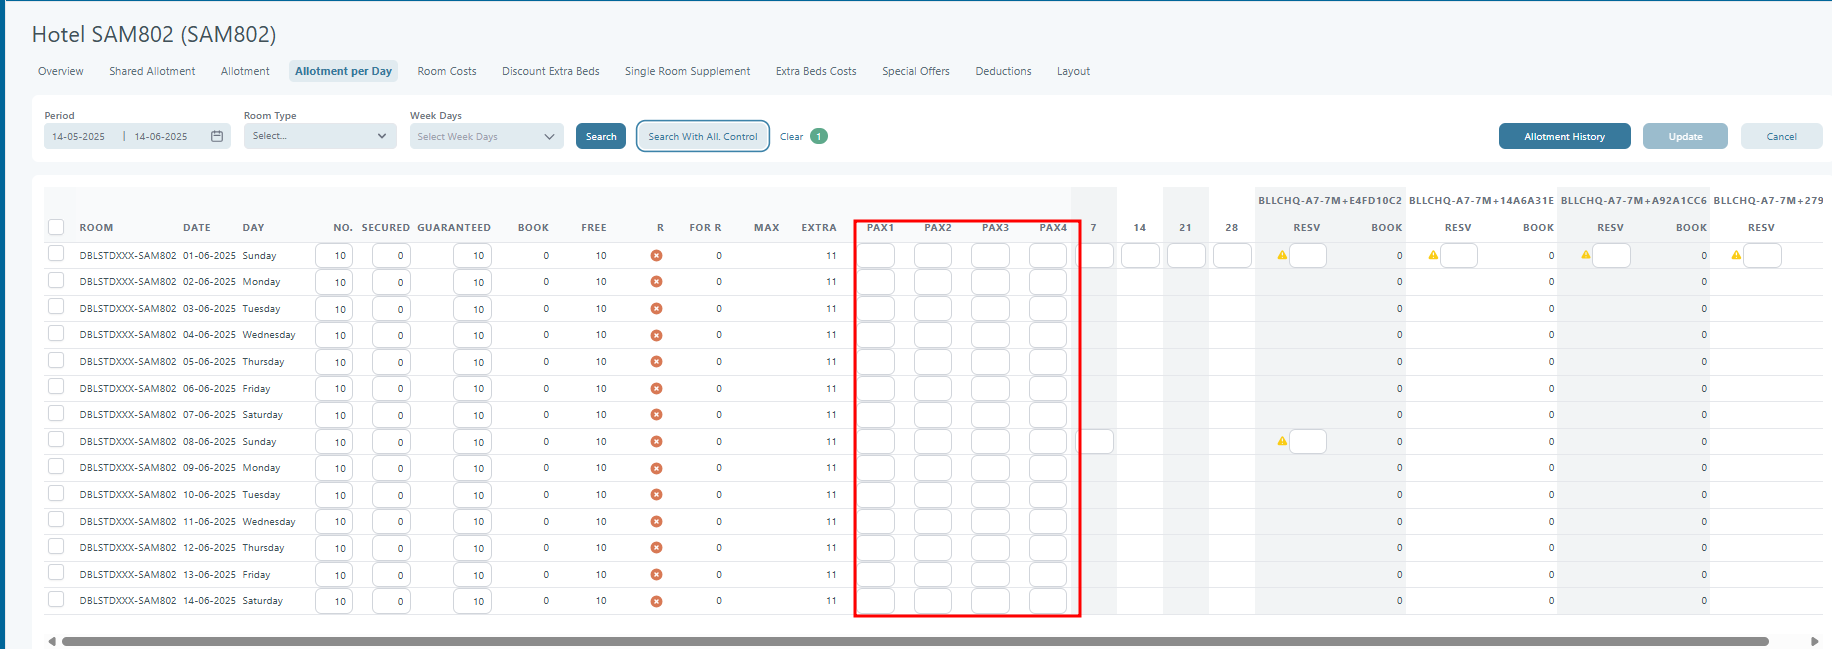 Hotel SAM802 (SAM802)
Overview Shared Allotment Allotment Allotment per Day Room Costs Discount Extra Beds Single Room Supplement Extra Beds Costs Special Offers Deductions Layout
Period Room Type Week Days
14-05-2025 | 14-06-2025 Select... Select Week Days Search Search With All. Control Clear 1 Allotment History Update Cancel
BLLCHQ-A7-7M+E4FD10C2 BLLCHQ-A7-7M+14A6A31E BLLCHQ-A7-7M+A92A1CC6 BLLCHQ-A7-7M+279
ROOM DATE DAY NO. SECURED GUARANTEED BOOK FREE R FOR R MAX EXTRA PAX1 PAX2 PAX3 PAX4 7 14 21 28 RESV BOOK RESV BOOK RESV BOOK RESV
DBLSTDXXX-SAM802 01-06-2025 Sunday 10 0 10 0 10 0 11 0 0 0
DBLSTDXXX-SAM802 02-06-2025 Monday 10 0 10 0 10 0 11 0 0 0
DBLSTDXXX-SAM802 03-06-2025 Tuesday 10 0 10 0 10 0 11 0 0 0
DBLSTDXXX-SAM802 04-06-2025 Wednesday 10 0 10 0 10 0 11 0 0 0
DBLSTDXXX-SAM802 05-06-2025 Thursday 10 0 10 0 10 0 11 0 0 0
DBLSTDXXX-SAM802 06-06-2025 Friday 10 0 10 0 10 0 11 0 0 0
DBLSTDXXX-SAM802 07-06-2025 Saturday 10 0 10 0 10 0 11 0 0 0
DBLSTDXXX-SAM802 08-06-2025 Sunday 10 0 10 0 10 0 11 0 0 0
DBLSTDXXX-SAM802 09-06-2025 Monday 10 0 10 0 10 0 11 0 0 0
DBLSTDXXX-SAM802 10-06-2025 Tuesday 10 0 10 0 10 0 11 0 0 0
DBLSTDXXX-SAM802 11-06-2025 Wednesday 10 0 10 0 10 0 11 0 0 0
DBLSTDXXX-SAM802 12-06-2025 Thursday 10 0 10 0 10 0 11 0 0 0
DBLSTDXXX-SAM802 13-06-2025 Friday 10 0 10 0 10 0 11 0 0 0
DBLSTDXXX-SAM802 14-06-2025 Saturday 10 0 10 0 10 0 11 0 0 0